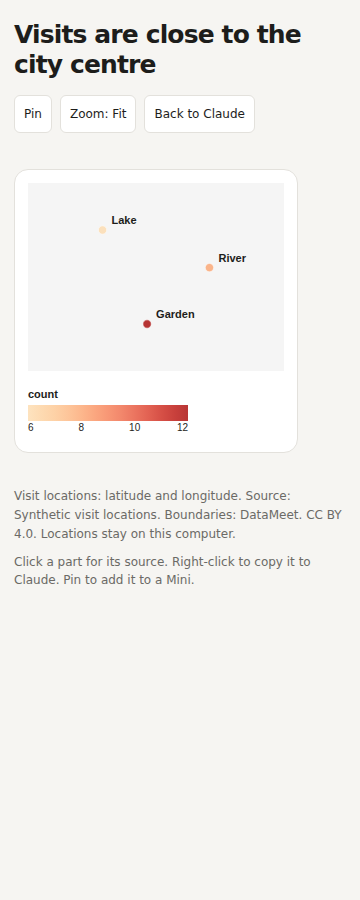 Visits are close to the
city centre
Pin
Zoom: Fit
Back to Claude
Lake
River
Garden
count
6 8 10 12
Visit locations: latitude and longitude. Source:
Synthetic visit locations. Boundaries: DataMeet. CC BY
4.0. Locations stay on this computer.
Click a part for its source. Right-click to copy it to
Claude. Pin to add it to a Mini.